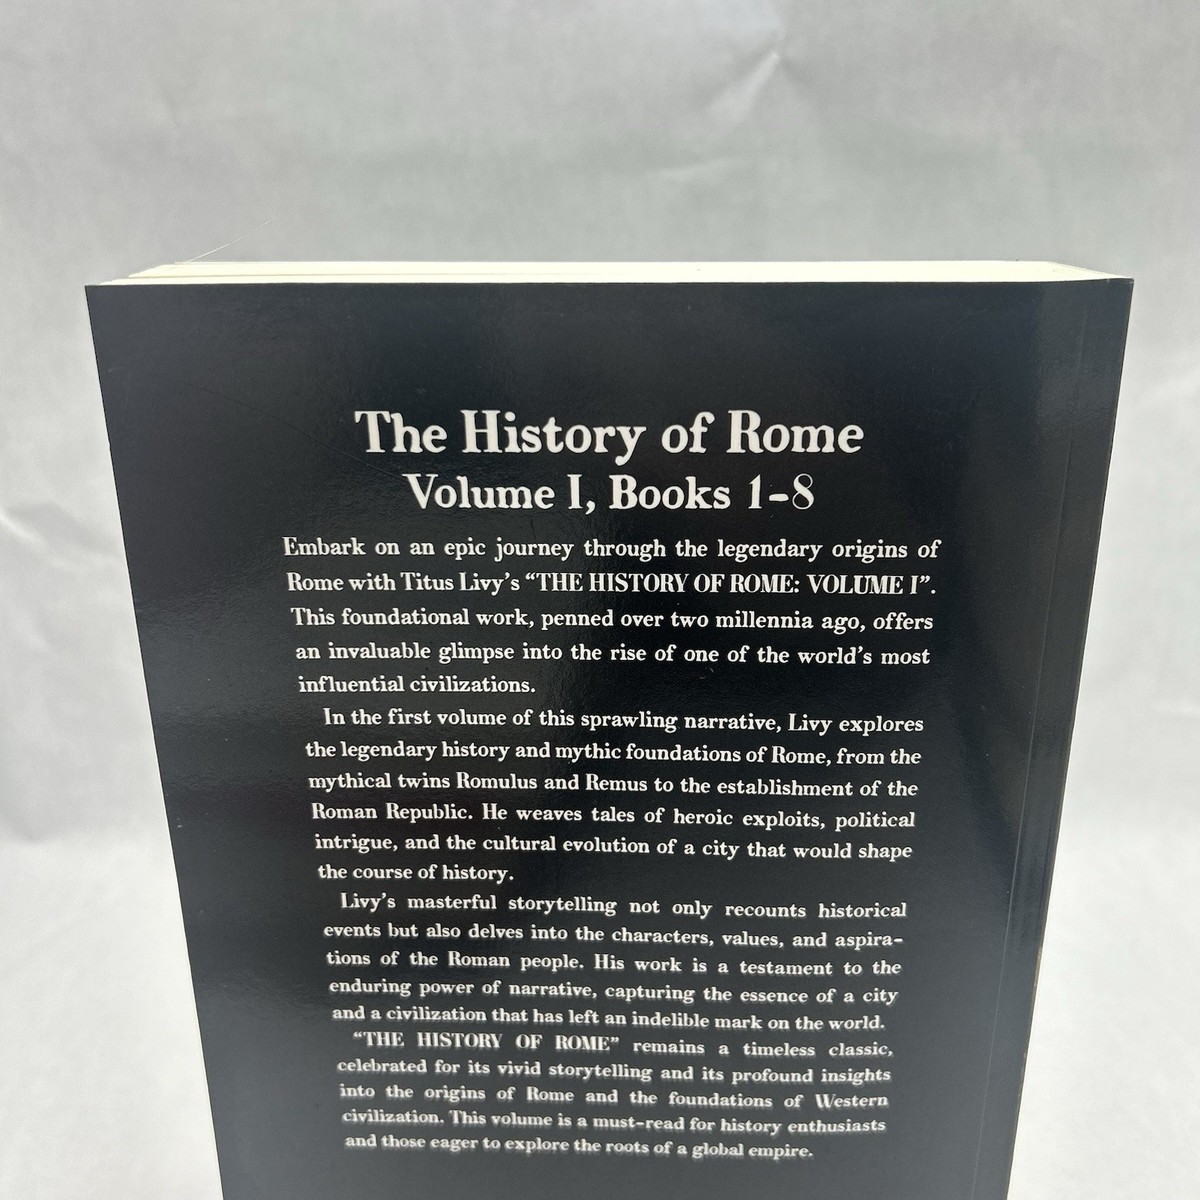 The History of Rome
Volume I, Books 1-8
Embark on an epic journey through the legendary origins of
Rome with Titus Livy's “THE HISTORY OF ROME: VOLUME I”.
This foundational work, penned over two millennia ago, offers
an invaluable glimpse into the rise of one of the world's most
influential civilizations.
In the first volume of this sprawling narrative, Livy explores
the legendary history and mythic foundations of Rome, from the
mythical twins Romulus and Remus to the establishment of the
Roman Republic. He weaves tales of heroic exploits, political
intrigue, and the cultural evolution of a city that would shape
the course of history.
Livy's masterful storytelling not only recounts historical
events but also delves into the characters, values, and aspira-
tions of the Roman people. His work is a testament to the
enduring power of narrative, capturing the essence of a city
and a civilization that has left an indelible mark on the world.
“THE HISTORY OF ROME” remains a timeless classic,
celebrated for its vivid storytelling and its profound insights
into the origins of Rome and the foundations of Western
civilization. This volume is a must-read for history enthusiasts
and those eager to explore the roots of a global empire.